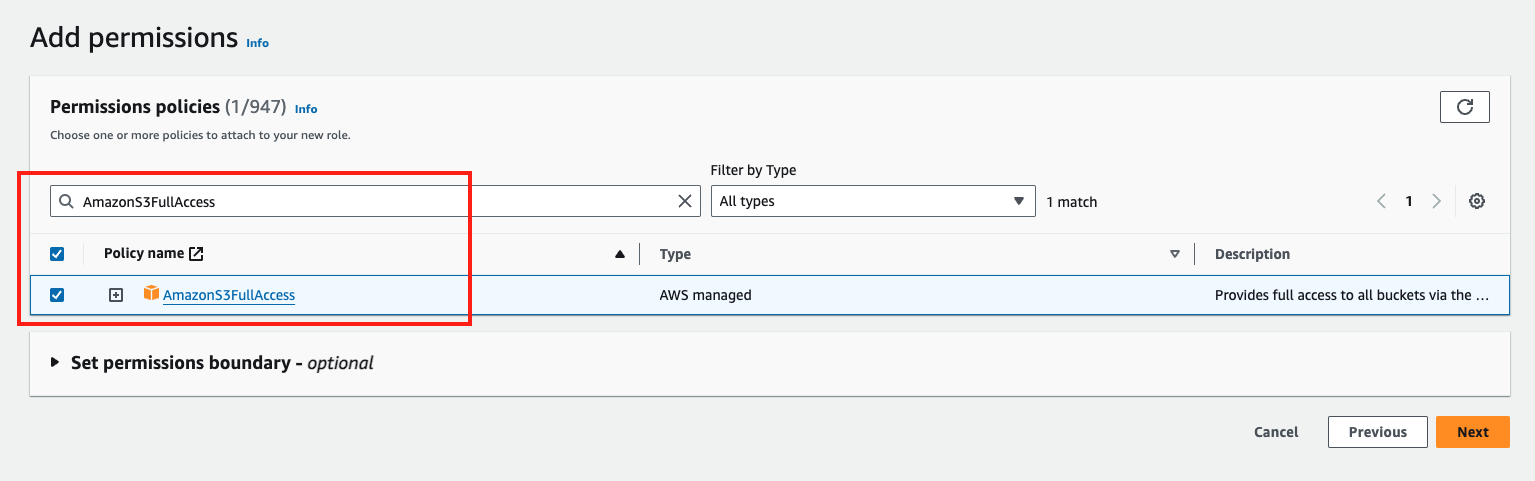 Add permissions Info
Permissions policies (1/947) Info
Choose one or more policies to attach to your new role.
Filter by Type
AmazonS3FullAccess All types 1 match 1
Policy name Type Description
AmazonS3FullAccess AWS managed Provides full access to all buckets via the ...
Set permissions boundary - optional
Cancel Previous Next